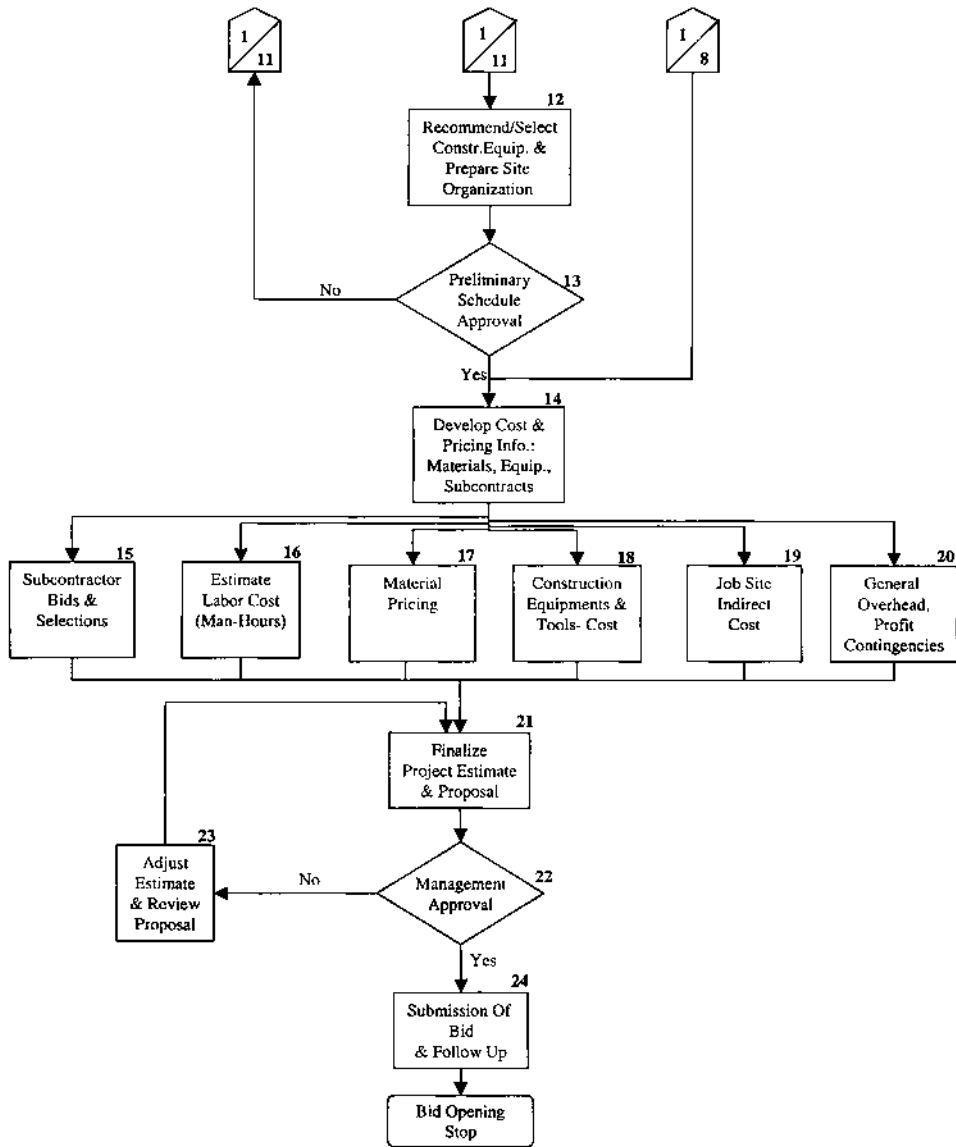 1
11
1
11
1
8
12
Recommend/Select
Constr.Equip. &
Prepare Site
Organization
13
Preliminary
Schedule
Approval
No
Yes
14
Develop Cost &
Pricing Info.:
Materials, Equip.,
Subcontracts
15
Subcontractor
Bids &
Selections
16
Estimate
Labor Cost
(Man-Hours)
17
Material
Pricing
18
Construction
Equipments &
Tools- Cost
19
Job Site
Indirect
Cost
20
General
Overhead,
Profit
Contingencies
21
Finalize
Project Estimate
& Proposal
23
Adjust
Estimate
& Review
Proposal
No
22
Management
Approval
Yes
24
Submission Of
Bid
& Follow Up
Bid Opening
Stop